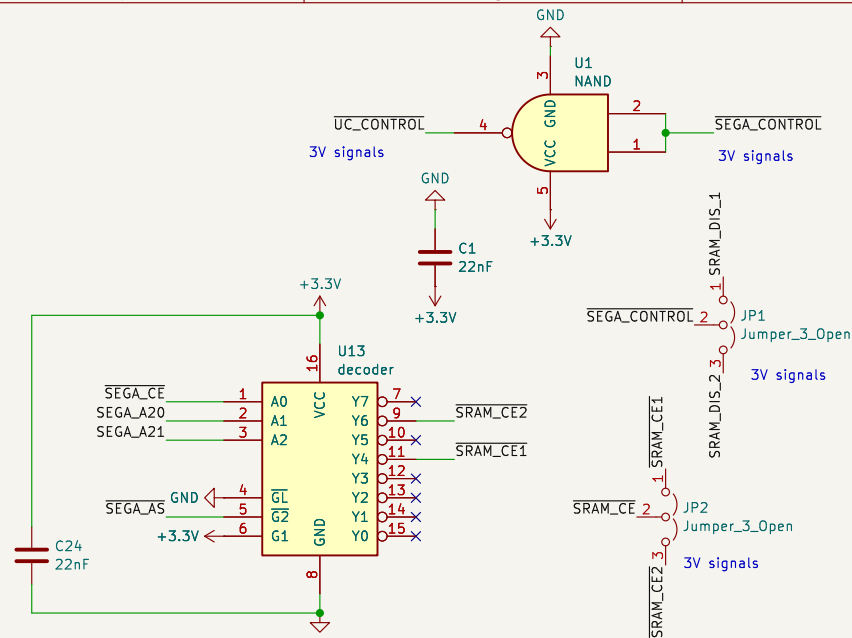 GND
U1
NAND
3
GND
VCC
5
+3.3V
UC_CONTROL
4
2
1
SEGA_CONTROL
3V signals
3V signals
GND
C1
22nF
+3.3V
SRAM_DIS_1
1
SEGA_CONTROL
2
JP1
Jumper_3_Open
3
3V signals
SRAM_DIS_2
+3.3V
16
U13
decoder
VCC
SEGA_CE
1
A0
Y7
7
SEGA_A20
2
A1
Y6
9
SRAM_CE2
SEGA_A21
3
A2
Y5
10
Y4
11
SRAM_CE1
Y3
12
GND
4
GL
Y2
13
SEGA_AS
5
G2
Y1
14
+3.3V
6
G1
Y0
15
GND
8
C24
22nF
SRAM_CE1
1
SRAM_CE
2
JP2
Jumper_3_Open
3
3V signals
SRAM_CE2